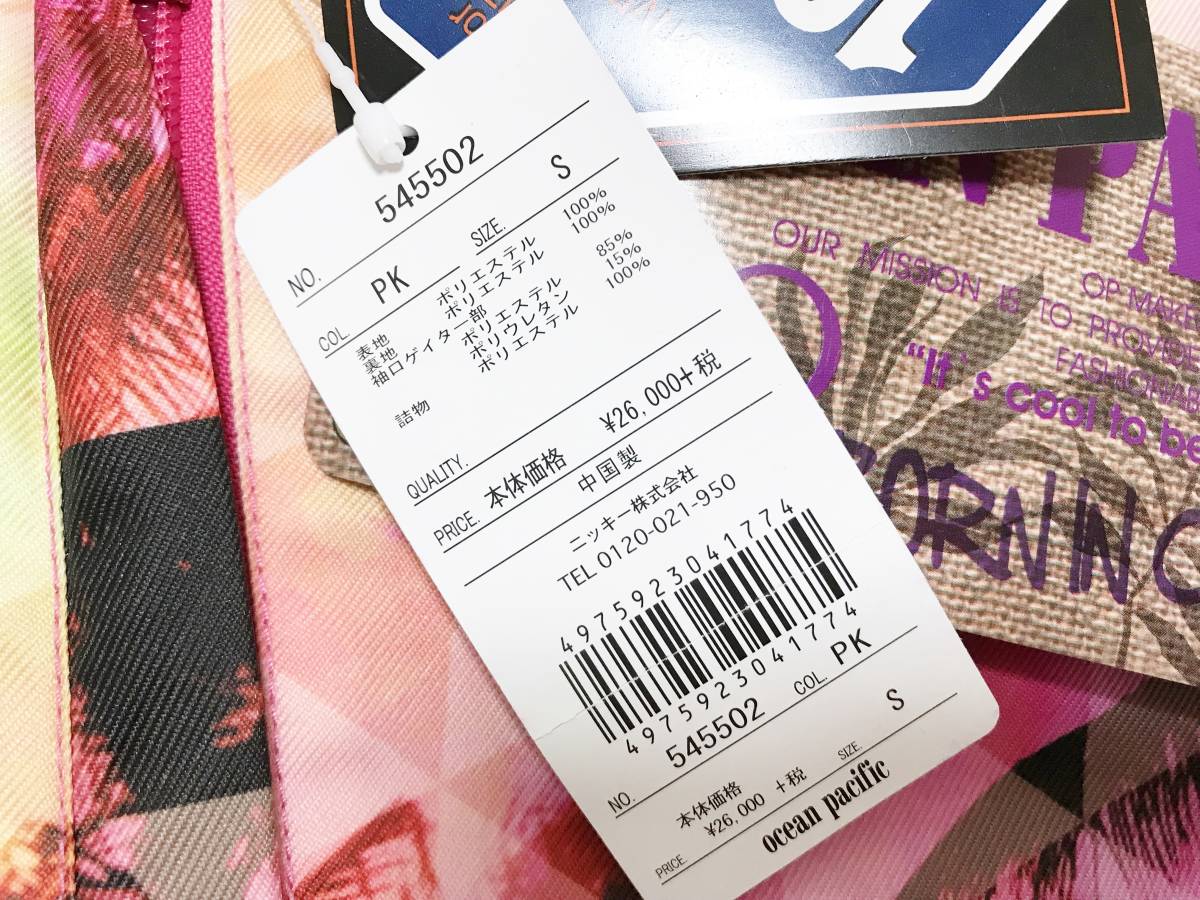 NO. 545502
COL. PK SIZE. S
表地 ポリエステル 100%
裏地 ポリエステル 100%
袖口ゲイター部 ポリエステル 85%
ポリウレタン 15%
詰物 ポリエステル 100%
QUALITY.
PRICE. 本体価格 ¥26,000+税
中国製
ニッキー株式会社
TEL 0120-021-950
4975923041774
4975923041774
NO. 545502 COL. PK
本体価格 SIZE. S
PRICE. ¥26,000 +税
ocean pacific
OUR MISSION IS TO PROVIDE
OP MAKE
FASHIONAL
“It's cool to be
BORN IN C